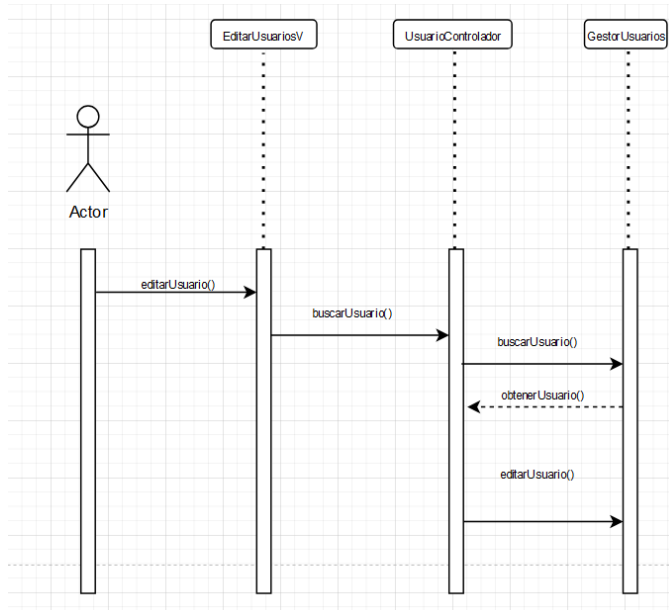 EditarUsuariosV
UsuarioControlador
GestorUsuarios
Actor
editarUsuario()
buscarUsuario()
buscarUsuario()
obtenerUsuario()
editarUsuario()